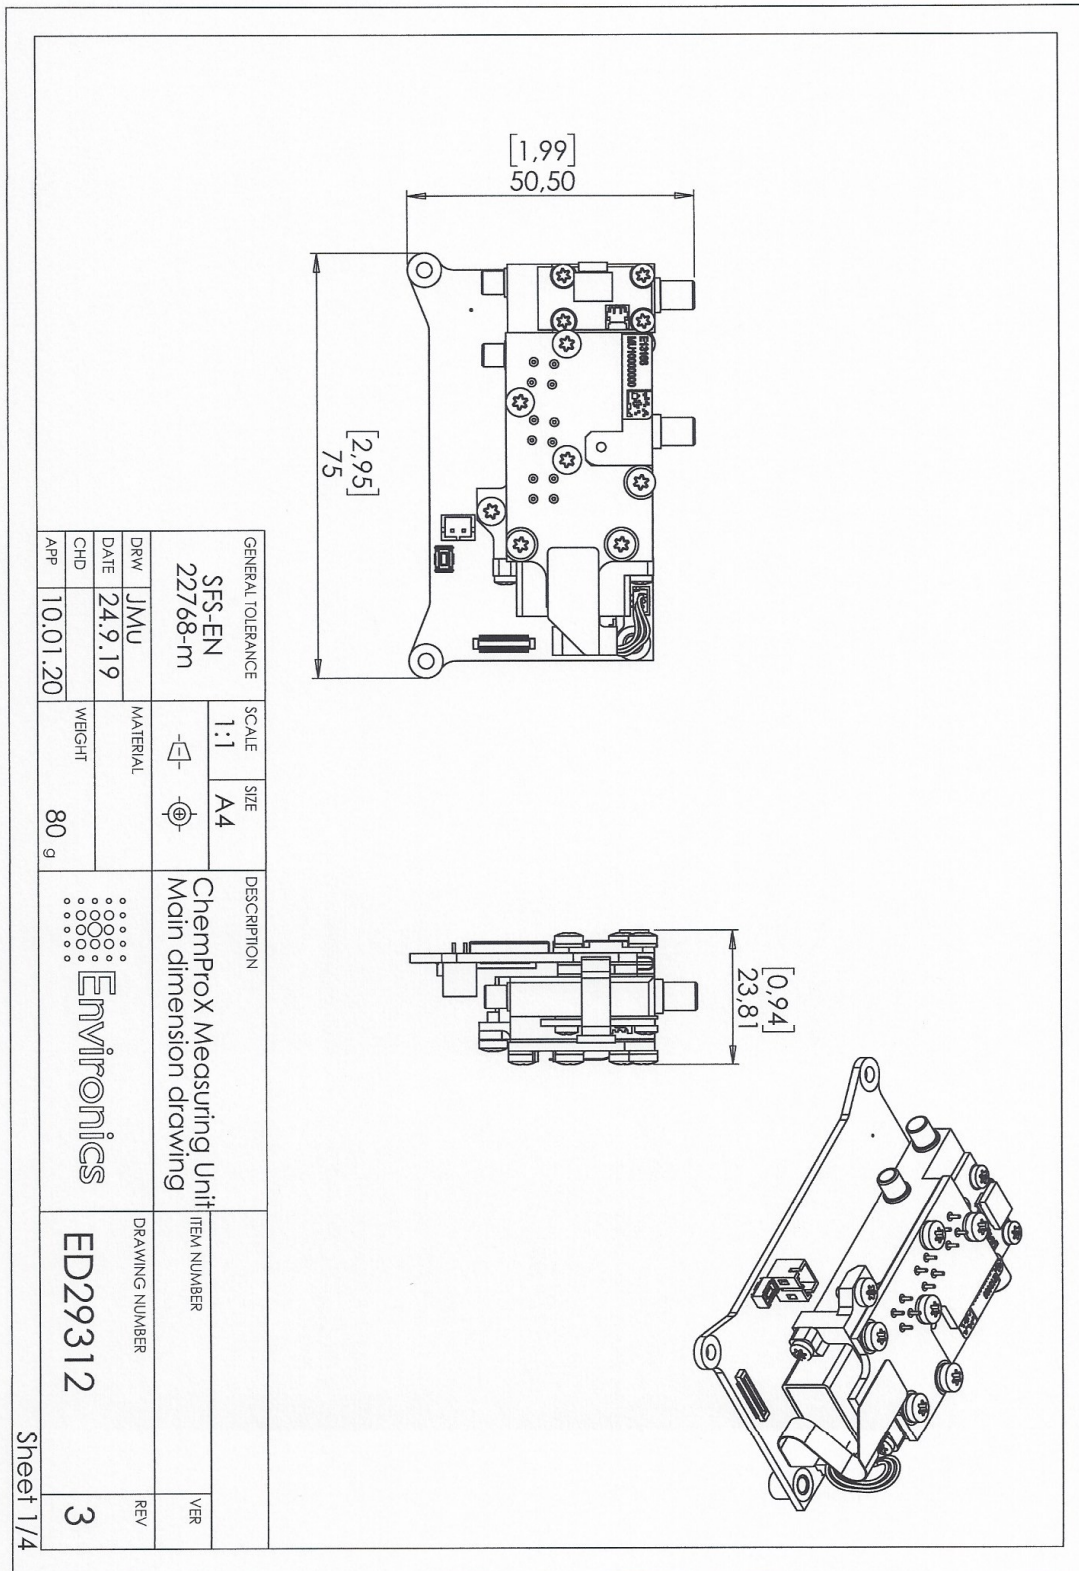 [1,99]
50,50
[2,95]
75
E13108
MU10000000
[0,94]
23,81
GENERAL TOLERANCE
SFS-EN
22768-m
SCALE
1:1
SIZE
A4
DESCRIPTION
ChemProX Measuring Unit
Main dimension drawing
ITEM NUMBER
VER
DRW
JMu
DATE
24.9.19
CHD
APP
10.01.20
MATERIAL
WEIGHT
80 g
Environics
DRAWING NUMBER
ED29312
REV
3
Sheet 1/4